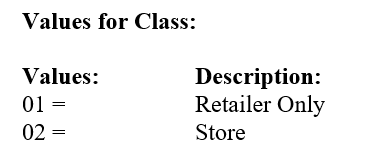 Values for Class:
Values: Description:
01 = Retailer Only
02 = Store